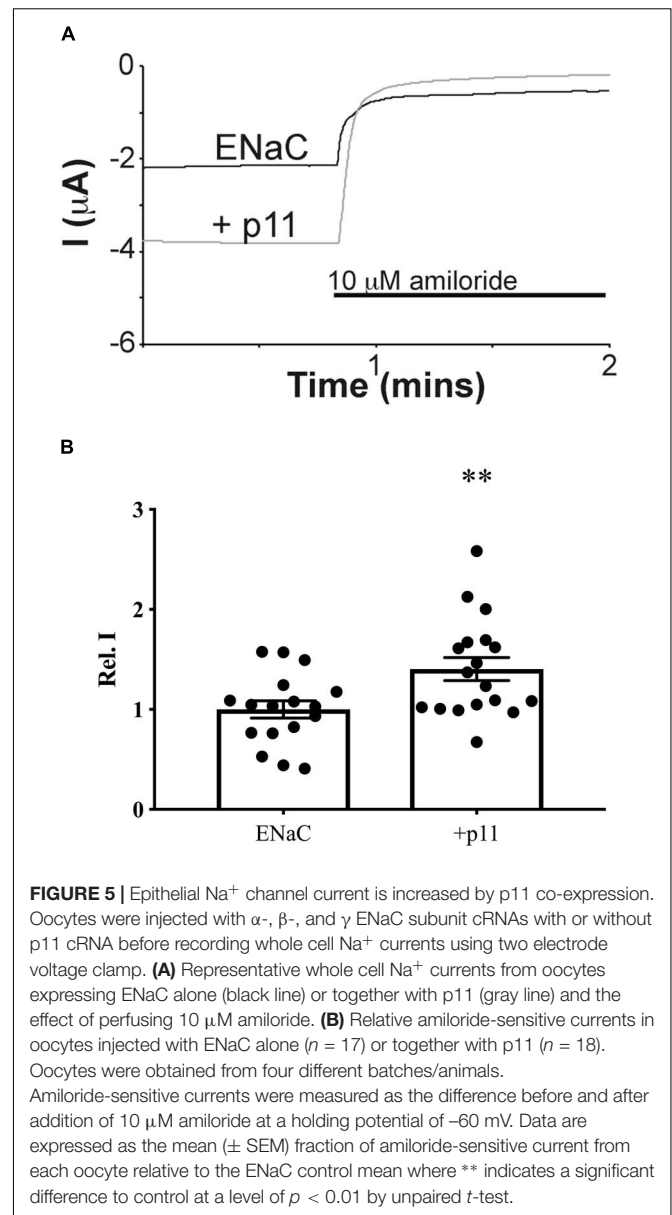 A
0
-2
-4
-6
I (μA)
ENaC
+ p11
10 μM amiloride
1
2
Time (mins)
B
**
3
2
1
0
Rel. I
ENaC
+p11
FIGURE 5 | Epithelial Na⁺ channel current is increased by p11 co-expression.
Oocytes were injected with α-, β-, and γ ENaC subunit cRNAs with or without
p11 cRNA before recording whole cell Na⁺ currents using two electrode
voltage clamp. (A) Representative whole cell Na⁺ currents from oocytes
expressing ENaC alone (black line) or together with p11 (gray line) and the
effect of perfusing 10 μM amiloride. (B) Relative amiloride-sensitive currents in
oocytes injected with ENaC alone (n = 17) or together with p11 (n = 18).
Oocytes were obtained from four different batches/animals.
Amiloride-sensitive currents were measured as the difference before and after
addition of 10 μM amiloride at a holding potential of –60 mV. Data are
expressed as the mean (± SEM) fraction of amiloride-sensitive current from
each oocyte relative to the ENaC control mean where ** indicates a significant
difference to control at a level of p < 0.01 by unpaired t-test.